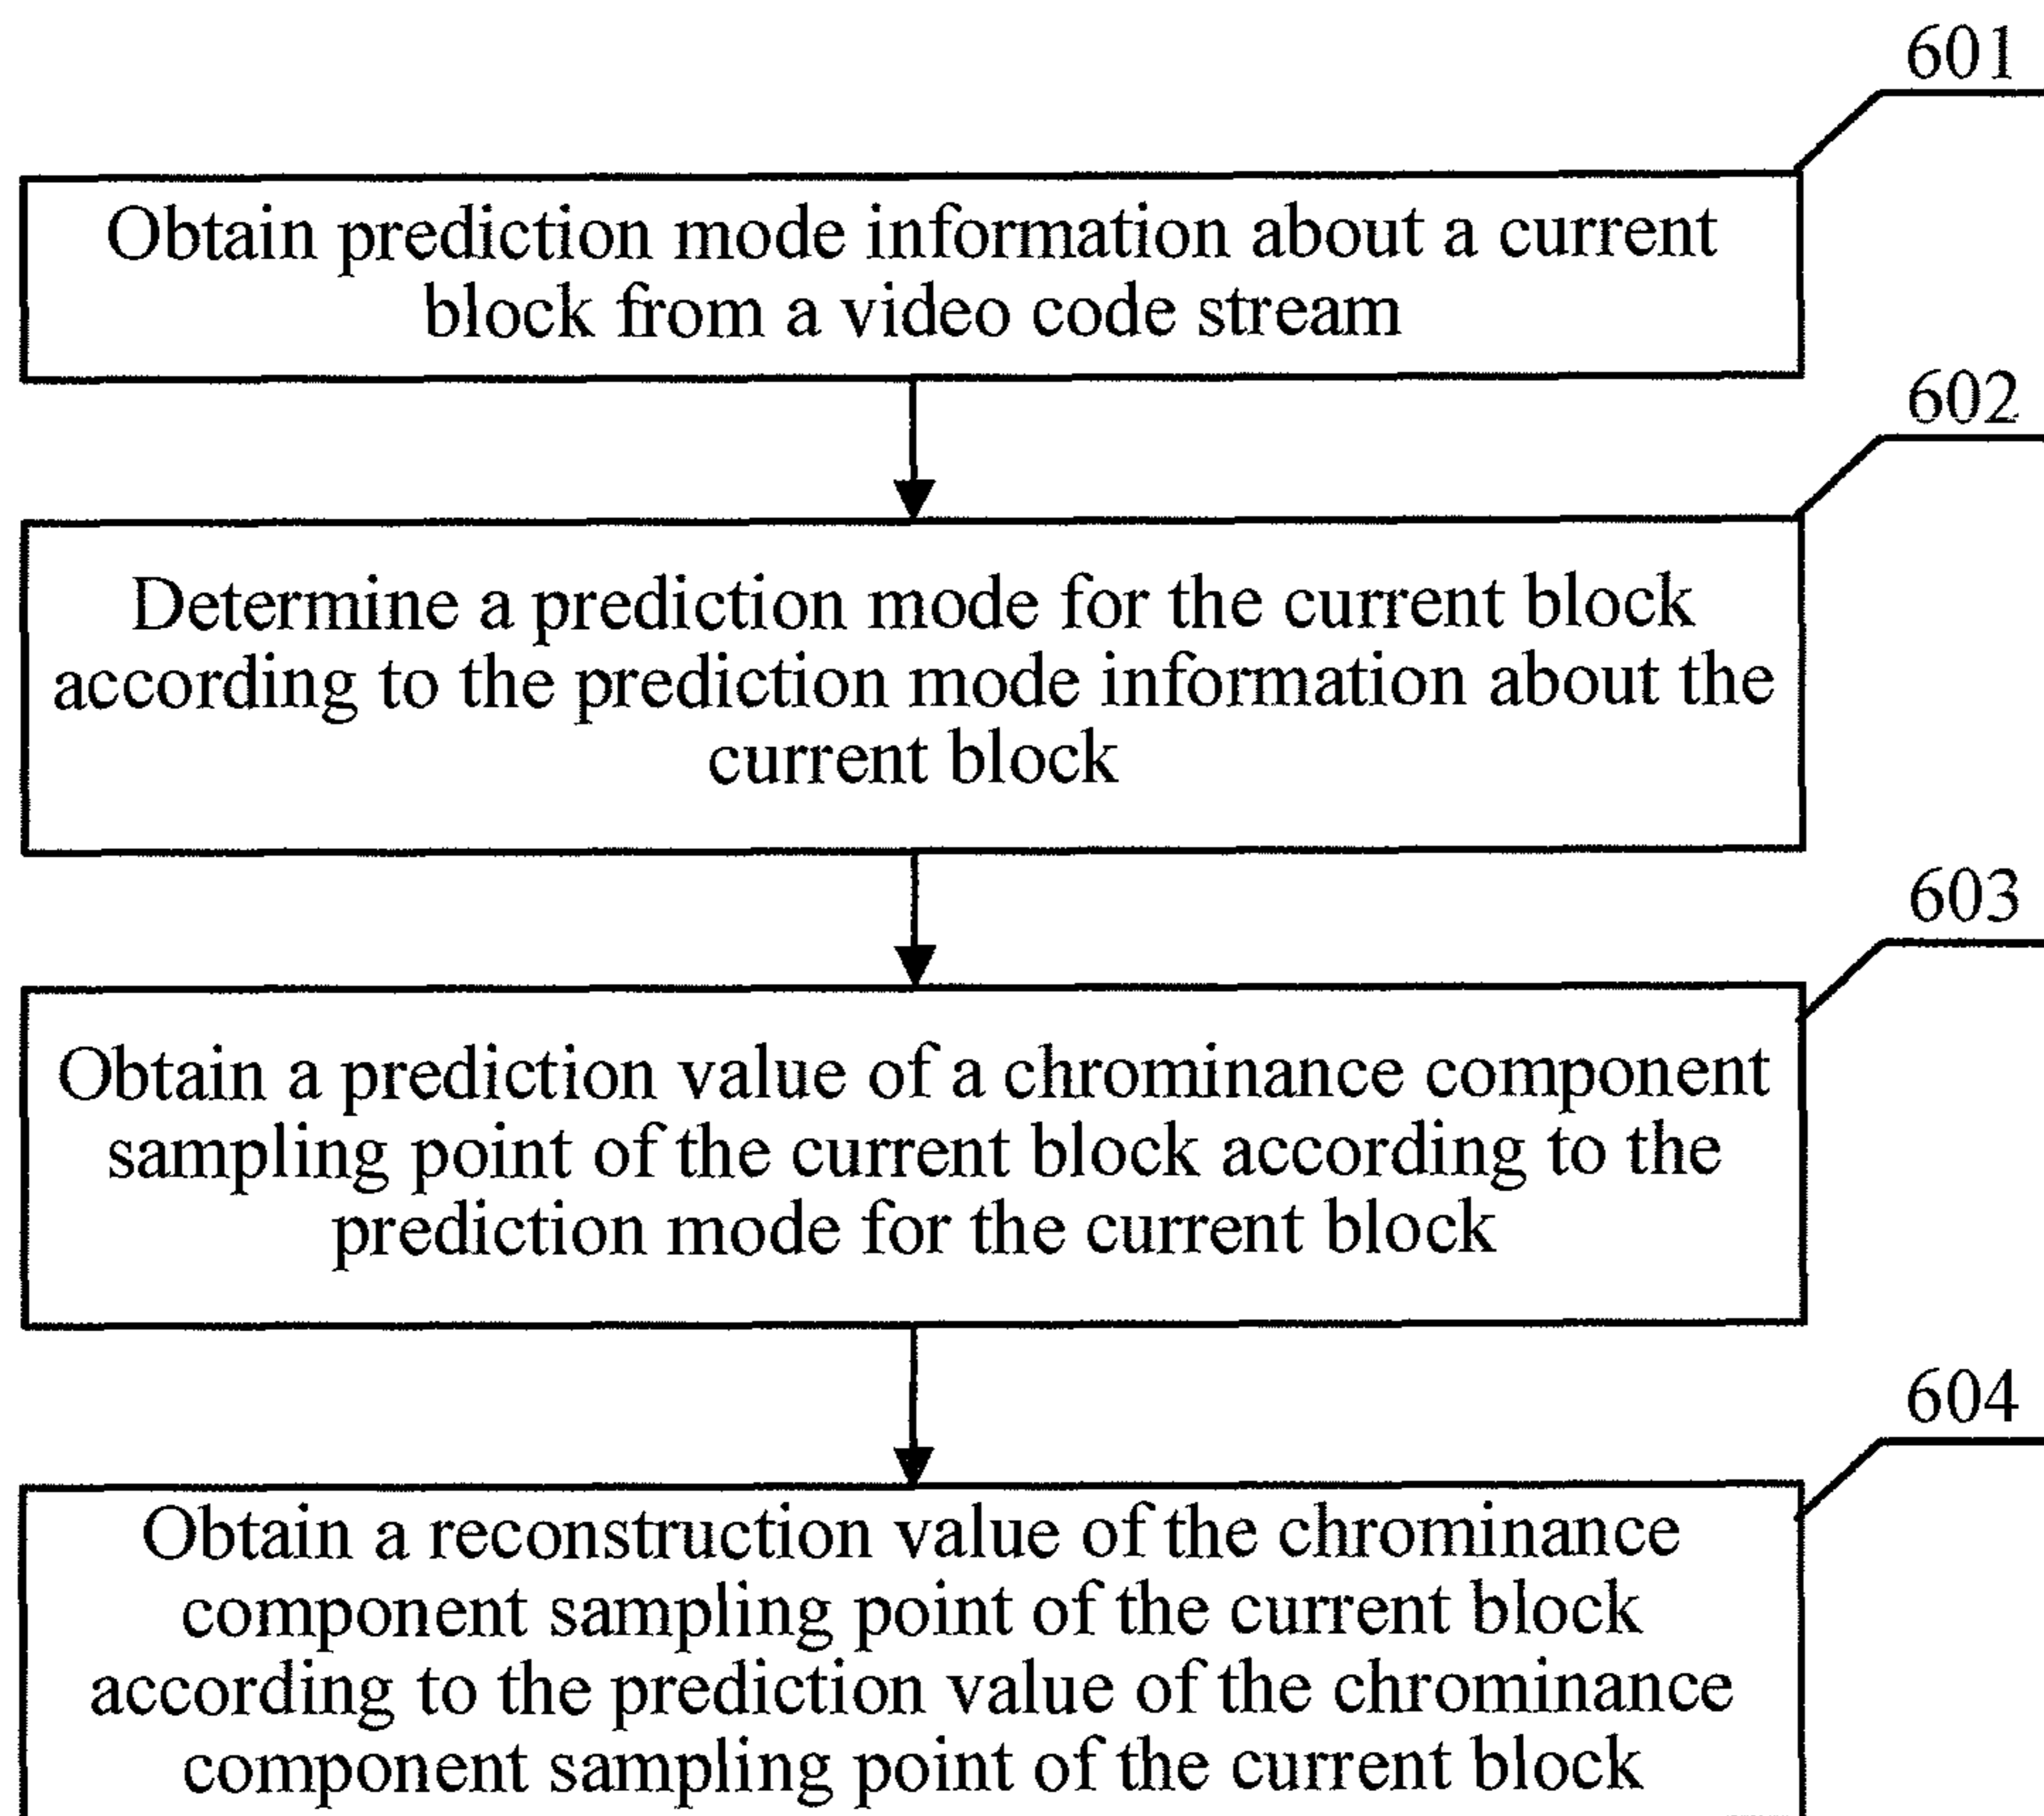 601
Obtain prediction mode information about a current
block from a video code stream
602
Determine a prediction mode for the current block
according to the prediction mode information about the
current block
603
Obtain a prediction value of a chrominance component
sampling point of the current block according to the
prediction mode for the current block
604
Obtain a reconstruction value of the chrominance
component sampling point of the current block
according to the prediction value of the chrominance
component sampling point of the current block